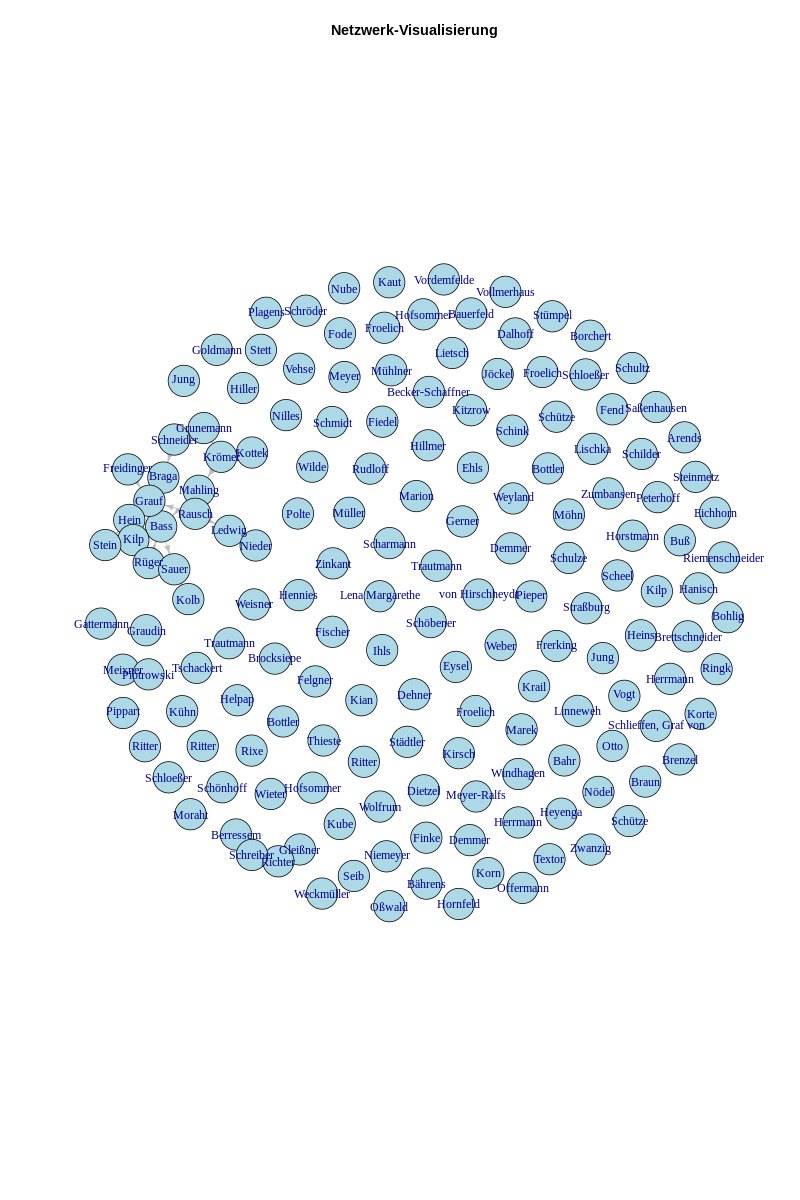 Netzwerk-Visualisierung
Vordemfelde
Kaut
Nube
Vollmerhaus
Plagens
Schröder
Hofsommer
Bauerfeld
Stümpel
Fode
Froelich
Dalhoff
Borchert
Goldmann
Stett
Lietsch
Vehse
Meyer
Mühlner
Jöckel
Froelich
Schloeßer
Schultz
Jung
Hiller
Becker-Schaffner
Nilles
Schmidt
Fiedel
Kitzrow
Schütze
Fend
Saßenhausen
Grunemann
Schneider
Schink
Arends
Krömer
Kottek
Hillmer
Lischka
Schilder
Freidinger
Braga
Wilde
Rudloff
Ehls
Bottler
Steinmetz
Mahling
Grauf
Marion
Weyland
Zumbansen
Peterhoff
Hein
Bass
Rausch
Polte
Müller
Gerner
Möhn
Eichhorn
Ledwig
Stein
Kilp
Nieder
Scharmann
Demmer
Horstmann
Buß
Rüger
Sauer
Zinkant
Trautmann
Schulze
Scheel
Riemenschneider
Kolb
Weisner
Hennies
Lena Margarethe
von Hirschneydt
Pieper
Straßburg
Kilp
Hanisch
Gattermann
Graudin
Fischer
Schöbener
Bohlig
Trautmann
Brocksiepe
Ihls
Weber
Frerking
Jung
Heins
Brettschneider
Meixner
Piotrowski
Tschackert
Felgner
Eysel
Herrmann
Ringk
Pippart
Kühn
Helpap
Kian
Dehner
Krail
Vogt
Bottler
Froelich
Linneweh
Schlieffen, Graf von
Korte
Ritter
Ritter
Rixe
Thieste
Städtler
Marek
Otto
Ritter
Kirsch
Bahr
Brenzel
Schloeßer
Schönhoff
Wieter
Hofsommer
Windhagen
Braun
Moraht
Dietzel
Meyer-Ralfs
Nödel
Wolfrum
Heyenga
Kube
Herrmann
Schütze
Berressem
Finke
Demmer
Schreiber
Richter
Gleißner
Niemeyer
Zwanzig
Textor
Seib
Korn
Weckmüller
Bährens
Offermann
Oßwald
Hornfeld